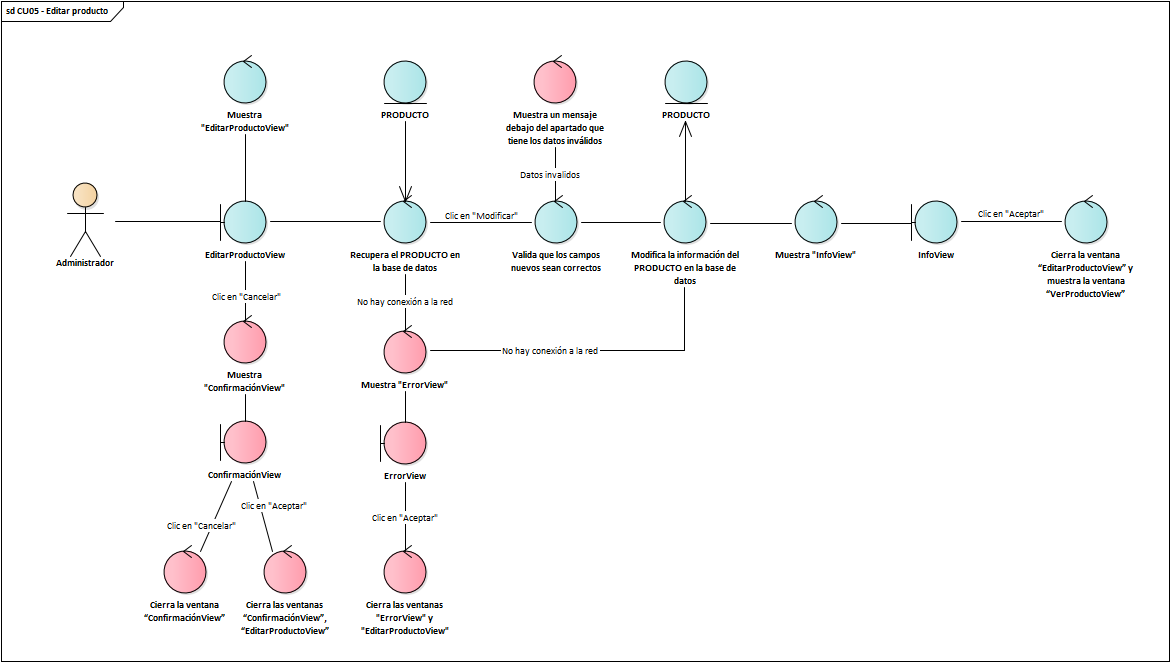 sd CU05 - Editar producto
Muestra
"EditarProductoView"
PRODUCTO
Muestra un mensaje
debajo del apartado que
tiene los datos inválidos
PRODUCTO
Datos invalidos
Administrador
EditarProductoView
Recupera el PRODUCTO en
la base de datos
Clic en "Modificar"
Valida que los campos
nuevos sean correctos
Modifica la información del
PRODUCTO en la base de
datos
Muestra "InfoView"
InfoView
Clic en "Aceptar"
Cierra la ventana
“EditarProductoView” y
muestra la ventana
“VerProductoView”
Clic en "Cancelar"
No hay conexión a la red
Muestra
"ConfirmaciónView"
Muestra "ErrorView"
No hay conexión a la red
ConfirmaciónView
ErrorView
Clic en "Cancelar"
Clic en "Aceptar"
Clic en "Aceptar"
Cierra la ventana
“ConfirmaciónView”
Cierra las ventanas
“ConfirmaciónView”,
“EditarProductoView”
Cierra las ventanas
"ErrorView" y
"EditarProductoView"